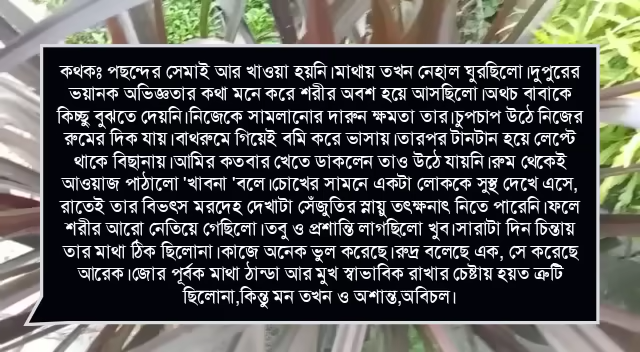 কথকঃ পছন্দের সেমাই আর খাওয়া হয়নি।মাথায় তখন নেহাল ঘুরছিলো।দুপুরের
ভয়ানক অভিজ্ঞতার কথা মনে করে শরীর অবশ হয়ে আসছিলো।অথচ বাবাকে
কিচ্ছু বুঝতে দেয়নি।নিজেকে সামলানোর দারুন ক্ষমতা তার।চুপচাপ উঠে নিজের
রুমের দিক যায়।বাথরুমে গিয়েই বমি করে ভাসায়।তারপর টানটান হয়ে লেপ্টে
থাকে বিছানায়।আমির কতবার খেতে ডাকলেন তাও উঠে যায়নি।রুম থেকেই
আওয়াজ পাঠালো 'খাবনা 'বলে।চোখের সামনে একটা লোককে সুস্থ দেখে এসে,
রাতেই তার বিভৎস মরদেহ দেখাটা সেঁজুতির স্নায়ু তৎক্ষনাৎ নিতে পারেনি।ফলে
শরীর আরো নেতিয়ে গেছিলো।তবু ও প্রশান্তি লাগছিলো খুব।সারাটা দিন চিন্তায়
তার মাথা ঠিক ছিলোনা।কাজে অনেক ভুল করেছে।রুদ্র বলেছে এক, সে করেছে
আরেক।জোর পূর্বক মাথা ঠান্ডা আর মুখ স্বাভাবিক রাখার চেষ্টায় হয়ত ত্রুটি
ছিলোনা,কিন্তু মন তখন ও অশান্ত,অবিচল।